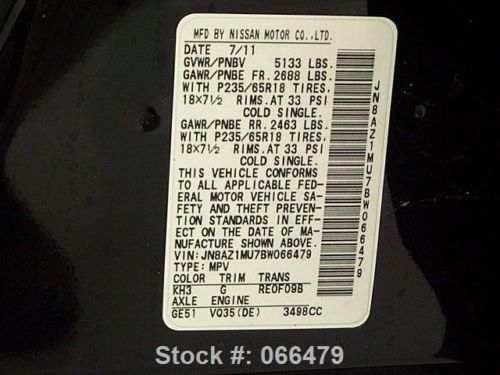 MFD BY NISSAN MOTOR CO.,LTD.
DATE 7/11
GVWR/PNBV 5133 LBS.
GAWR/PNBE FR. 2688 LBS.
WITH P235/65R18 TIRES,
18X7½ RIMS.AT 33 PSI
COLD SINGLE.
GAWR/PNBE RR. 2463 LBS.
WITH P235/65R18 TIRES,
18X7½ RIMS.AT 33 PSI
COLD SINGLE.
THIS VEHICLE CONFORMS
TO ALL APPLICABLE FED-
ERAL MOTOR VEHICLE SA-
FETY AND THEFT PREVEN-
TION STANDARDS IN EFF-
ECT ON THE DATE OF MA-
NUFACTURE SHOWN ABOVE.
VIN:JN8AZ1MU7BW066479
TYPE:MPV
COLOR TRIM TRANS
KH3 G RE0F09B
AXLE ENGINE
GE51 VQ35(DE) 3498CC
JN8AZ1MU7BW066479
Stock #: 066479